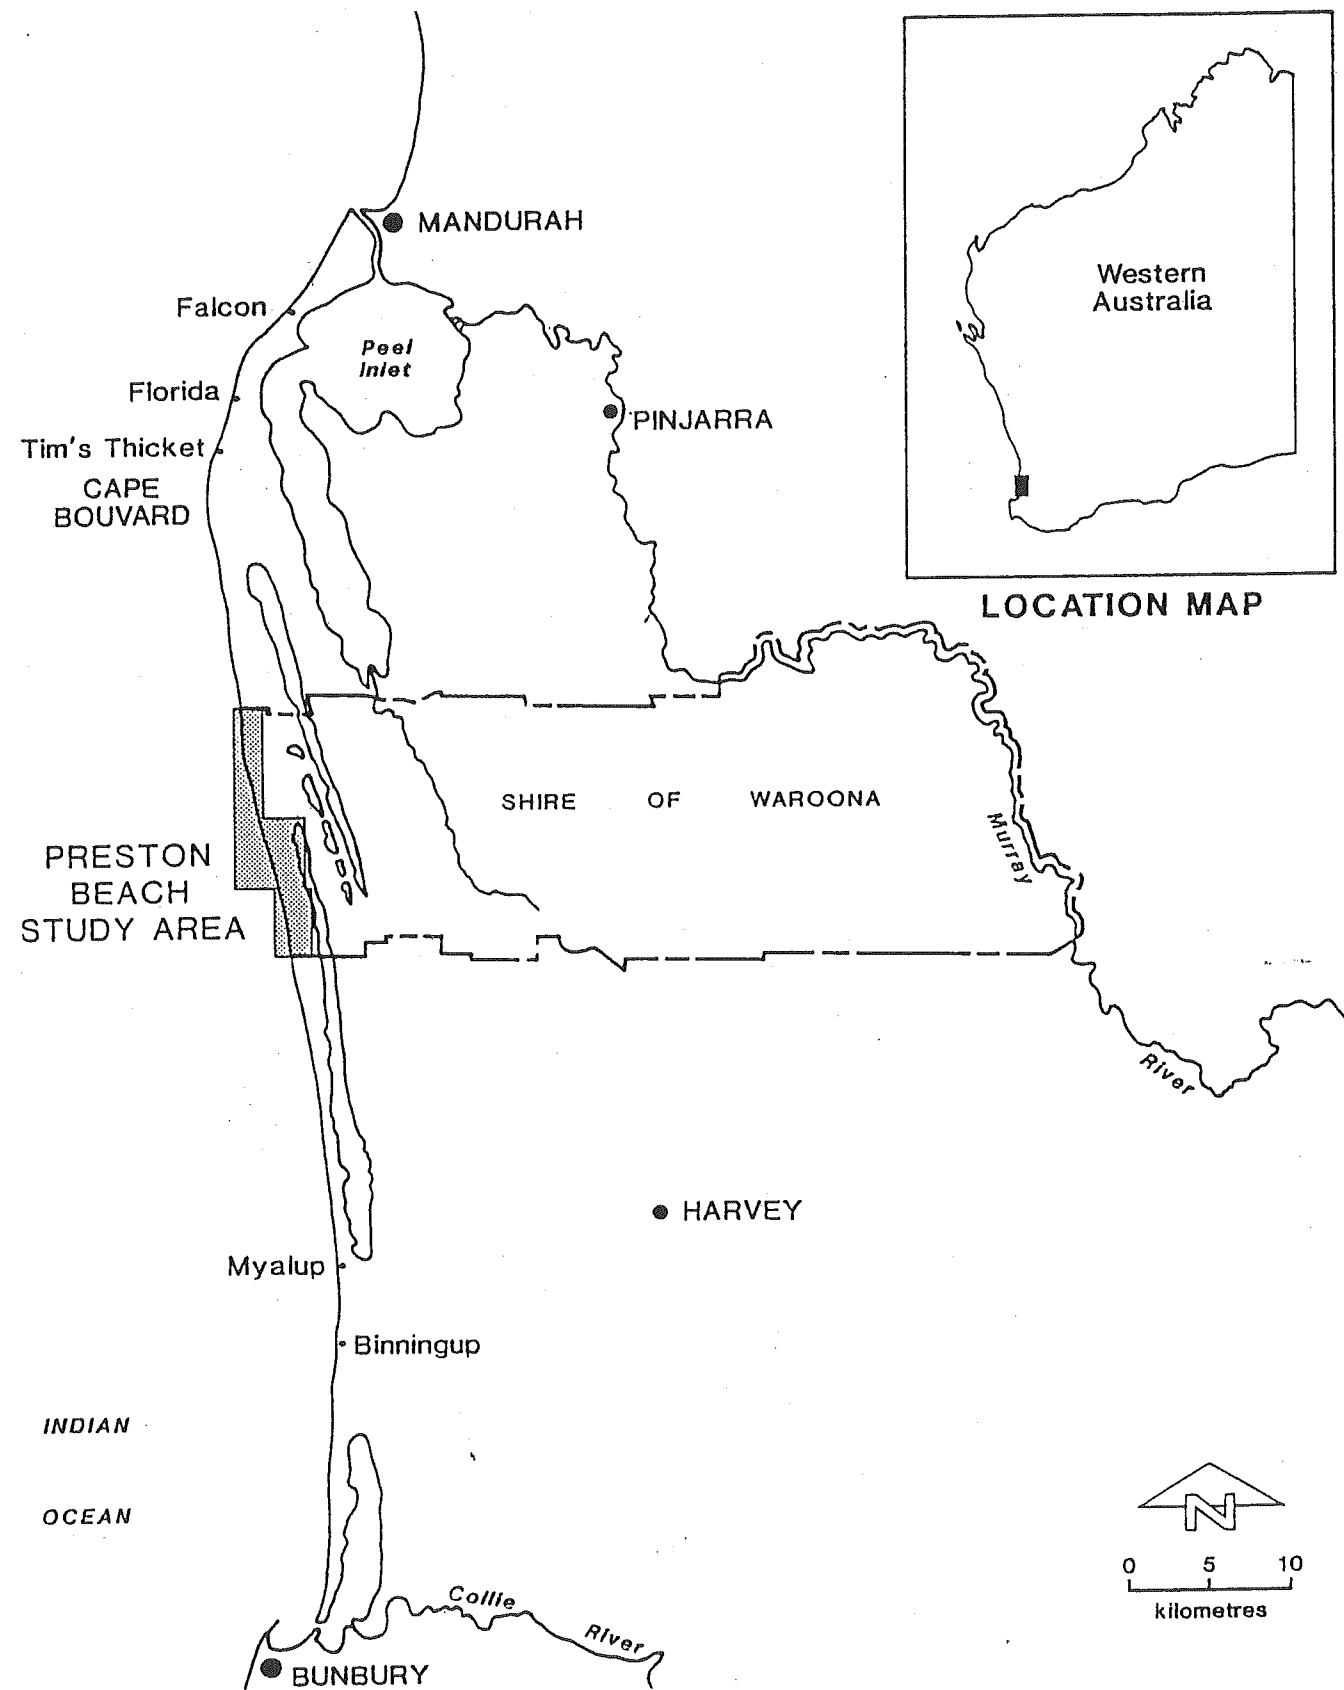 MANDURAH
Falcon
Peel
Inlet
Florida
PINJARRA
Tim's Thicket
CAPE
BOUVARD
Western
Australia
LOCATION MAP
SHIRE OF WAROONA
Murray
River
PRESTON
BEACH
STUDY AREA
HARVEY
Myalup
Binningup
INDIAN
OCEAN
N
0 5 10
kilometres
Collie
River
BUNBURY